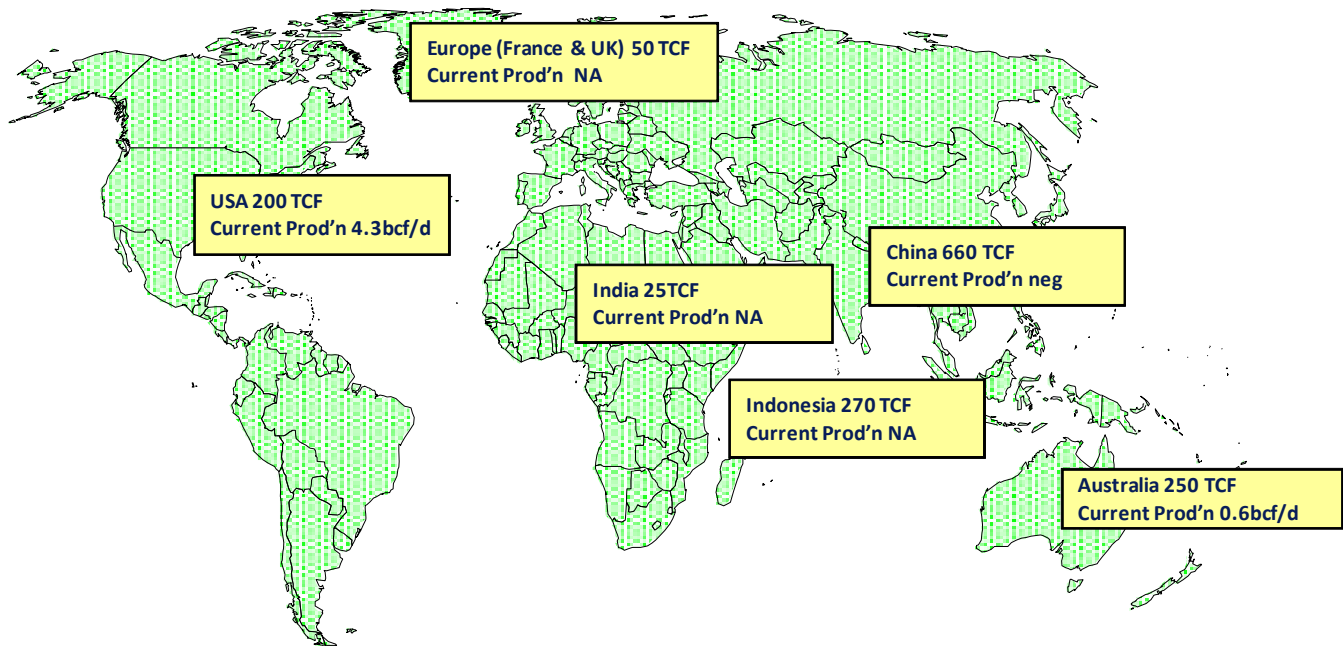 Europe (France & UK) 50 TCF
Current Prod’n NA
USA 200 TCF
Current Prod’n 4.3bcf/d
China 660 TCF
Current Prod’n neg
India 25TCF
Current Prod’n NA
Indonesia 270 TCF
Current Prod’n NA
Australia 250 TCF
Current Prod’n 0.6bcf/d